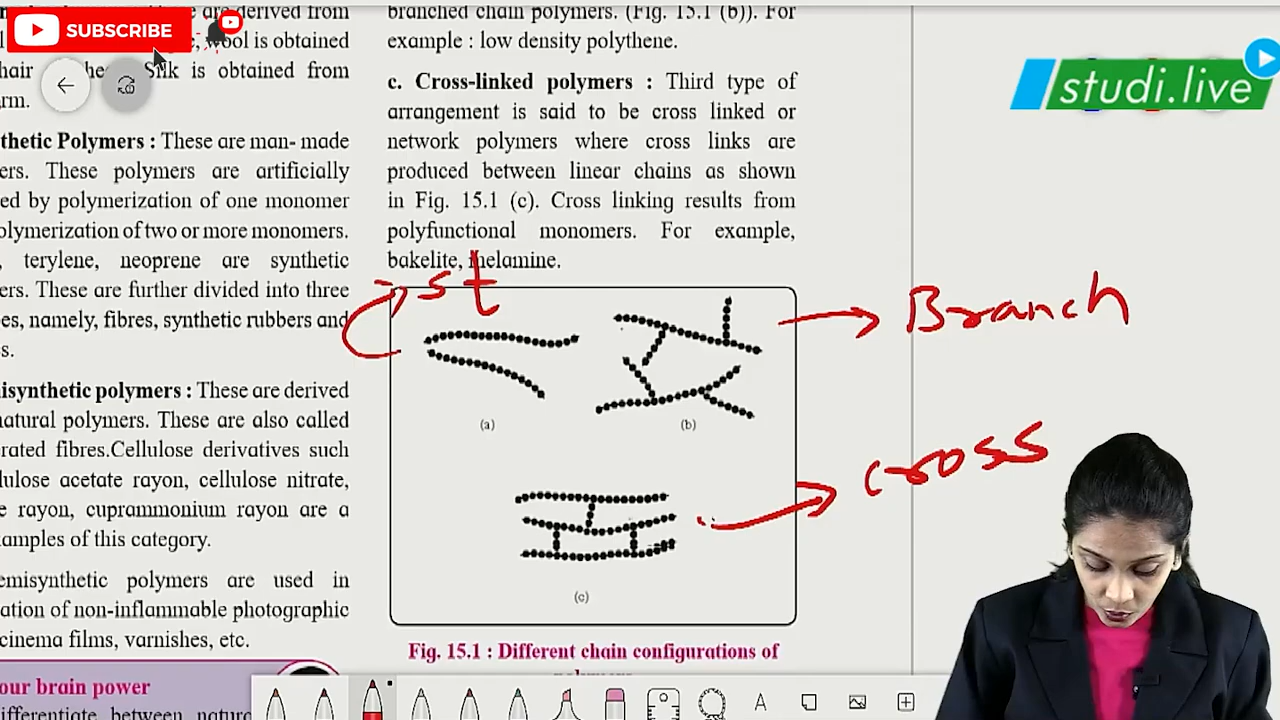 SUBSCRIBE
are derived from
wool is obtained
hair
Silk is obtained from
rm.
thetic Polymers : These are man- made
ers. These polymers are artificially
ed by polymerization of one monomer
olymerization of two or more monomers.
, terylene, neoprene are synthetic
ers. These are further divided into three
es, namely, fibres, synthetic rubbers and
s.
isynthetic polymers : These are derived
natural polymers. These are also called
erated fibres.Cellulose derivatives such
lulose acetate rayon, cellulose nitrate,
e rayon, cuprammonium rayon are a
amples of this category.
emisynthetic polymers are used in
ation of non-inflammable photographic
cinema films, varnishes, etc.
our brain power
ifferentiate between natura
branched chain polymers. (Fig. 15.1 (b)). For
example : low density polythene.
c. Cross-linked polymers : Third type of
arrangement is said to be cross linked or
network polymers where cross links are
produced between linear chains as shown
in Fig. 15.1 (c). Cross linking results from
polyfunctional monomers. For example,
bakelite, melamine.
st
Branch
(a)
(b)
cross
(c)
Fig. 15.1 : Different chain configurations of
studi.live
A